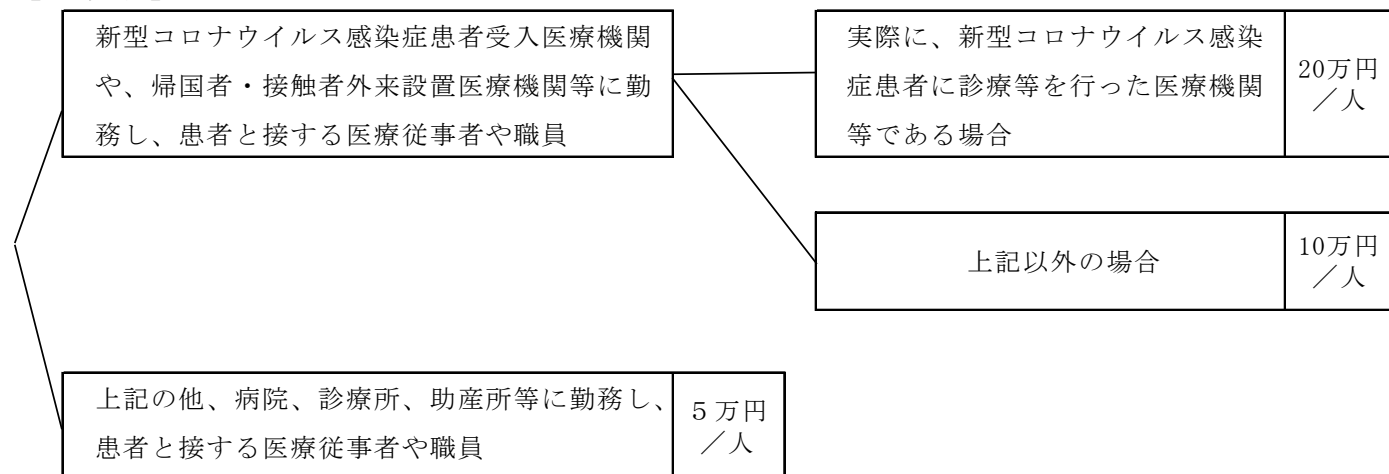 新型コロナウイルス感染症患者受入医療機関
や、帰国者・接触者外来設置医療機関等に勤
務し、患者と接する医療従事者や職員
実際に、新型コロナウイルス感染
症患者に診療等を行った医療機関
等である場合
20万円
／人
上記以外の場合
10万円
／人
上記の他、病院、診療所、助産所等に勤務し、
患者と接する医療従事者や職員
５万円
／人